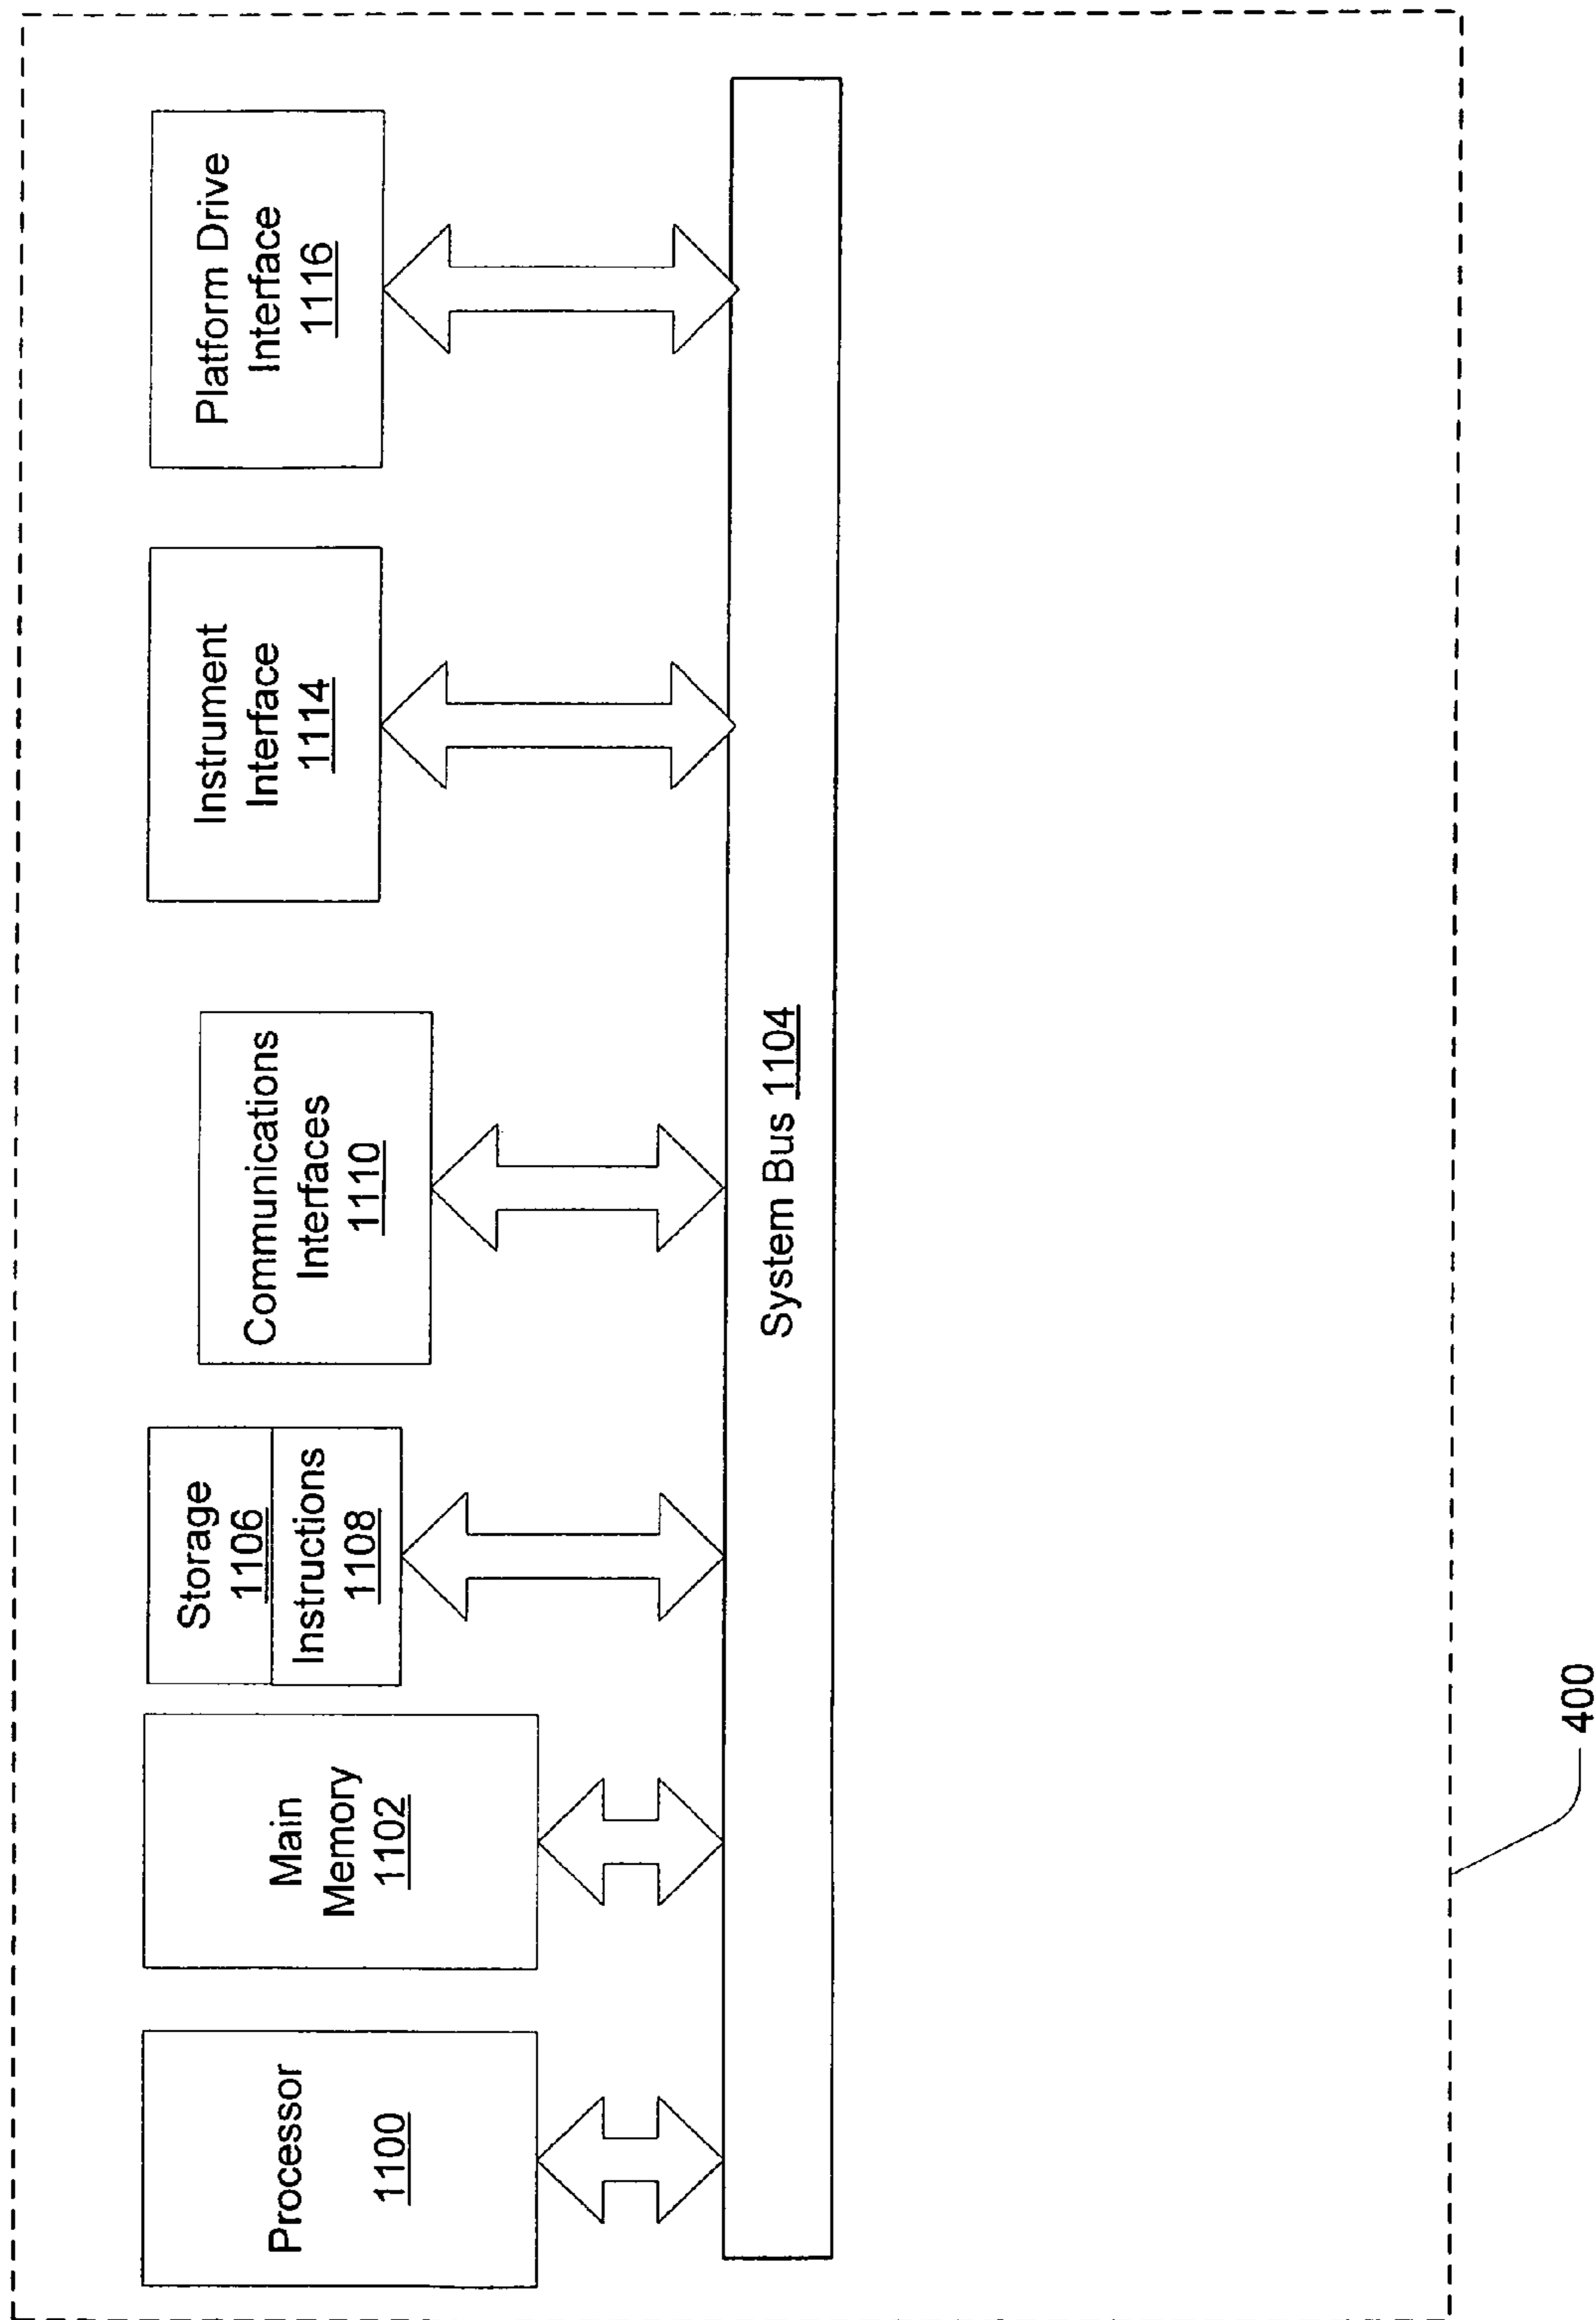 Processor
1100
Main
Memory
1102
Storage
1106
Instructions
1108
Communications
Interfaces
1110
Instrument
Interface
1114
Platform Drive
Interface
1116
System Bus 1104
400